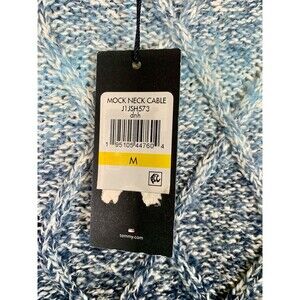 MOCK NECK CABLE
J1JSH573
dnh
1 95105 44760 4
M
tommy.com